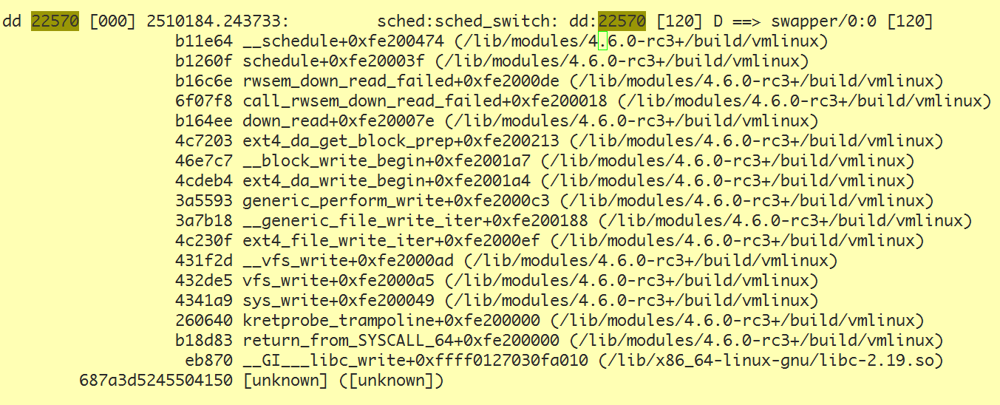 dd 22570 [000] 2510184.243733: sched:sched_switch: dd:22570 [120] D ==> swapper/0:0 [120]
b11e64 __schedule+0xfe200474 (/lib/modules/4.6.0-rc3+/build/vmlinux)
b1260f schedule+0xfe20003f (/lib/modules/4.6.0-rc3+/build/vmlinux)
b16c6e rwsem_down_read_failed+0xfe2000de (/lib/modules/4.6.0-rc3+/build/vmlinux)
6f07f8 call_rwsem_down_read_failed+0xfe200018 (/lib/modules/4.6.0-rc3+/build/vmlinux)
b164ee down_read+0xfe20007e (/lib/modules/4.6.0-rc3+/build/vmlinux)
4c7203 ext4_da_get_block_prep+0xfe200213 (/lib/modules/4.6.0-rc3+/build/vmlinux)
46e7c7 __block_write_begin+0xfe2001a7 (/lib/modules/4.6.0-rc3+/build/vmlinux)
4cdeb4 ext4_da_write_begin+0xfe2001a4 (/lib/modules/4.6.0-rc3+/build/vmlinux)
3a5593 generic_perform_write+0xfe2000c3 (/lib/modules/4.6.0-rc3+/build/vmlinux)
3a7b18 __generic_file_write_iter+0xfe200188 (/lib/modules/4.6.0-rc3+/build/vmlinux)
4c230f ext4_file_write_iter+0xfe2000ef (/lib/modules/4.6.0-rc3+/build/vmlinux)
431f2d __vfs_write+0xfe2000ad (/lib/modules/4.6.0-rc3+/build/vmlinux)
432de5 vfs_write+0xfe2000a5 (/lib/modules/4.6.0-rc3+/build/vmlinux)
4341a9 sys_write+0xfe200049 (/lib/modules/4.6.0-rc3+/build/vmlinux)
260640 kretprobe_trampoline+0xfe200000 (/lib/modules/4.6.0-rc3+/build/vmlinux)
b18d83 return_from_SYSCALL_64+0xfe200000 (/lib/modules/4.6.0-rc3+/build/vmlinux)
eb870 __GI___libc_write+0xffff0127030fa010 (/lib/x86_64-linux-gnu/libc-2.19.so)
687a3d5245504150 [unknown] ([unknown])